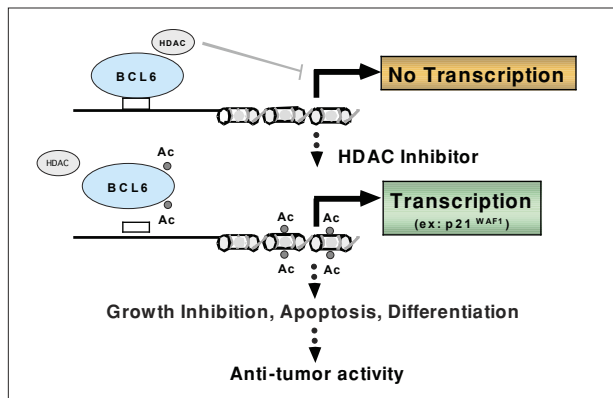 HDAC
BCL6
No Transcription
HDAC Inhibitor
HDAC
Ac
BCL6
Ac
Ac
Ac
Transcription
(ex: p21 WAF1)
Ac
Ac
Growth Inhibition, Apoptosis, Differentiation
Anti-tumor activity